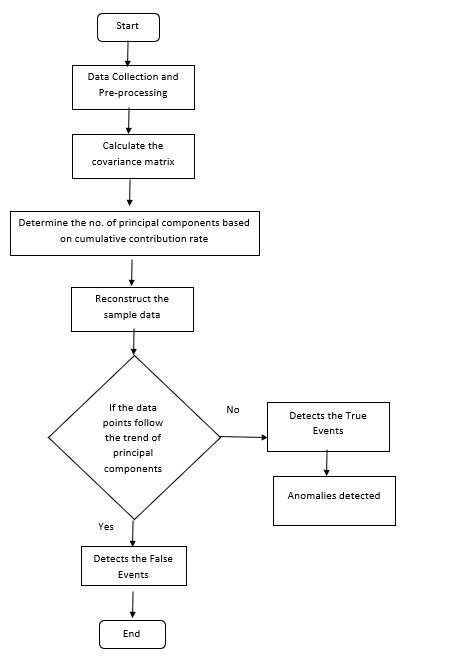 Start
Data Collection and
Pre-processing
Calculate the
covariance matrix
Determine the no. of principal components based
on cumulative contribution rate
Reconstruct the
sample data
If the data
points follow
the trend of
principal
components
No
Detects the True
Events
Anomalies detected
Yes
Detects the False
Events
End